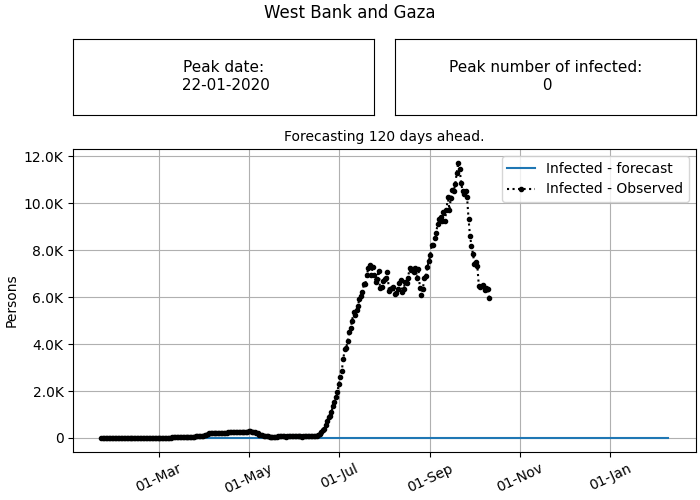 West Bank and Gaza
Peak date:
22-01-2020
Peak number of infected:
0
Forecasting 120 days ahead.
12.0K
10.0K
8.0K
6.0K
4.0K
2.0K
0
Persons
Infected - forecast
Infected - Observed
01-Mar
01-May
01-Jul
01-Sep
01-Nov
01-Jan